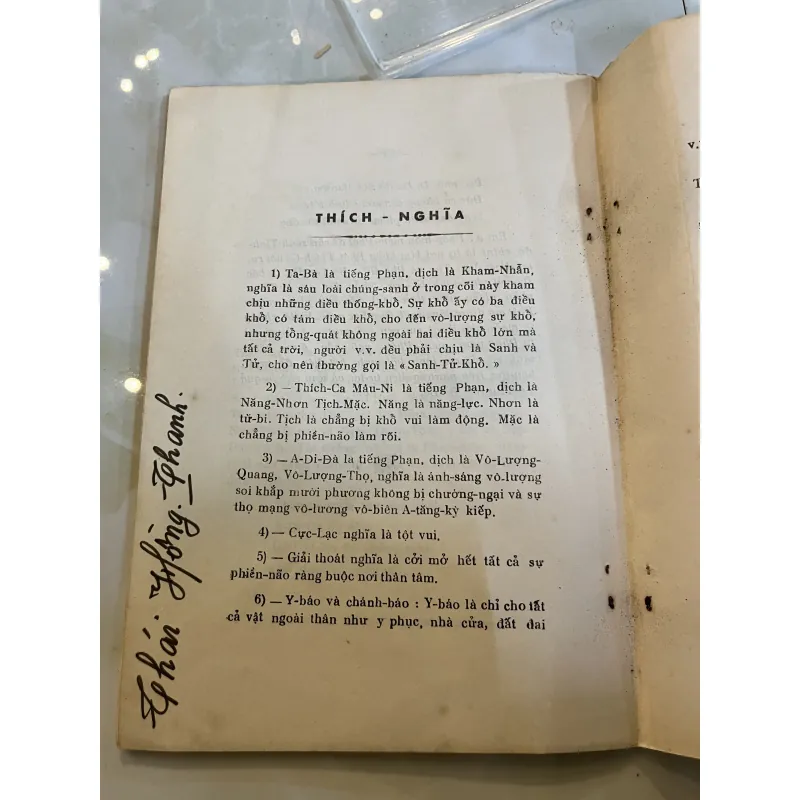 THÍCH - NGHĨA
1) Ta-Bà là tiếng Phạn, dịch là Kham-Nhẫn,
nghĩa là sáu loài chúng-sanh ở trong cõi này kham
chịu những điều thống-khổ. Sự khổ ấy có ba điều
khổ, có tám điều khổ, cho đến vô-lượng sự khổ,
nhưng tổng-quát không ngoài hai điều khổ lớn mà
tất cả trời, người v.v. đều phải chịu là Sanh và
Tử, cho nên thường gọi là « Sanh-Tử-Khổ. »
2) — Thích-Ca Mâu-Ni là tiếng Phạn, dịch là
Năng-Nhơn Tịch-Mặc. Năng là năng-lực. Nhơn là
từ-bi. Tịch là chẳng bị khổ vui làm động. Mặc là
chẳng bị phiền-não làm rối.
3) — A-Di-Đà la tiếng Phạn, dịch là Vô-Lượng-
Quang, Vô-Lượng-Thọ, nghĩa là ánh-sáng vô-lượng
soi khắp mười phương không bị chướng-ngại và sự
thọ mạng vô-lương vô-biên A-tăng-kỳ kiếp.
4) — Cực-Lạc nghĩa là tột vui.
5) — Giải thoát nghĩa là cởi mở hết tất cả sự
phiền-não ràng buộc nơi thân tâm.
6) — Y-báo và chánh-báo : Y-báo là chỉ cho tất
cả vật ngoài thân như y phục, nhà cửa, đất đai
Thái Hồng. Thanh.
v.
T